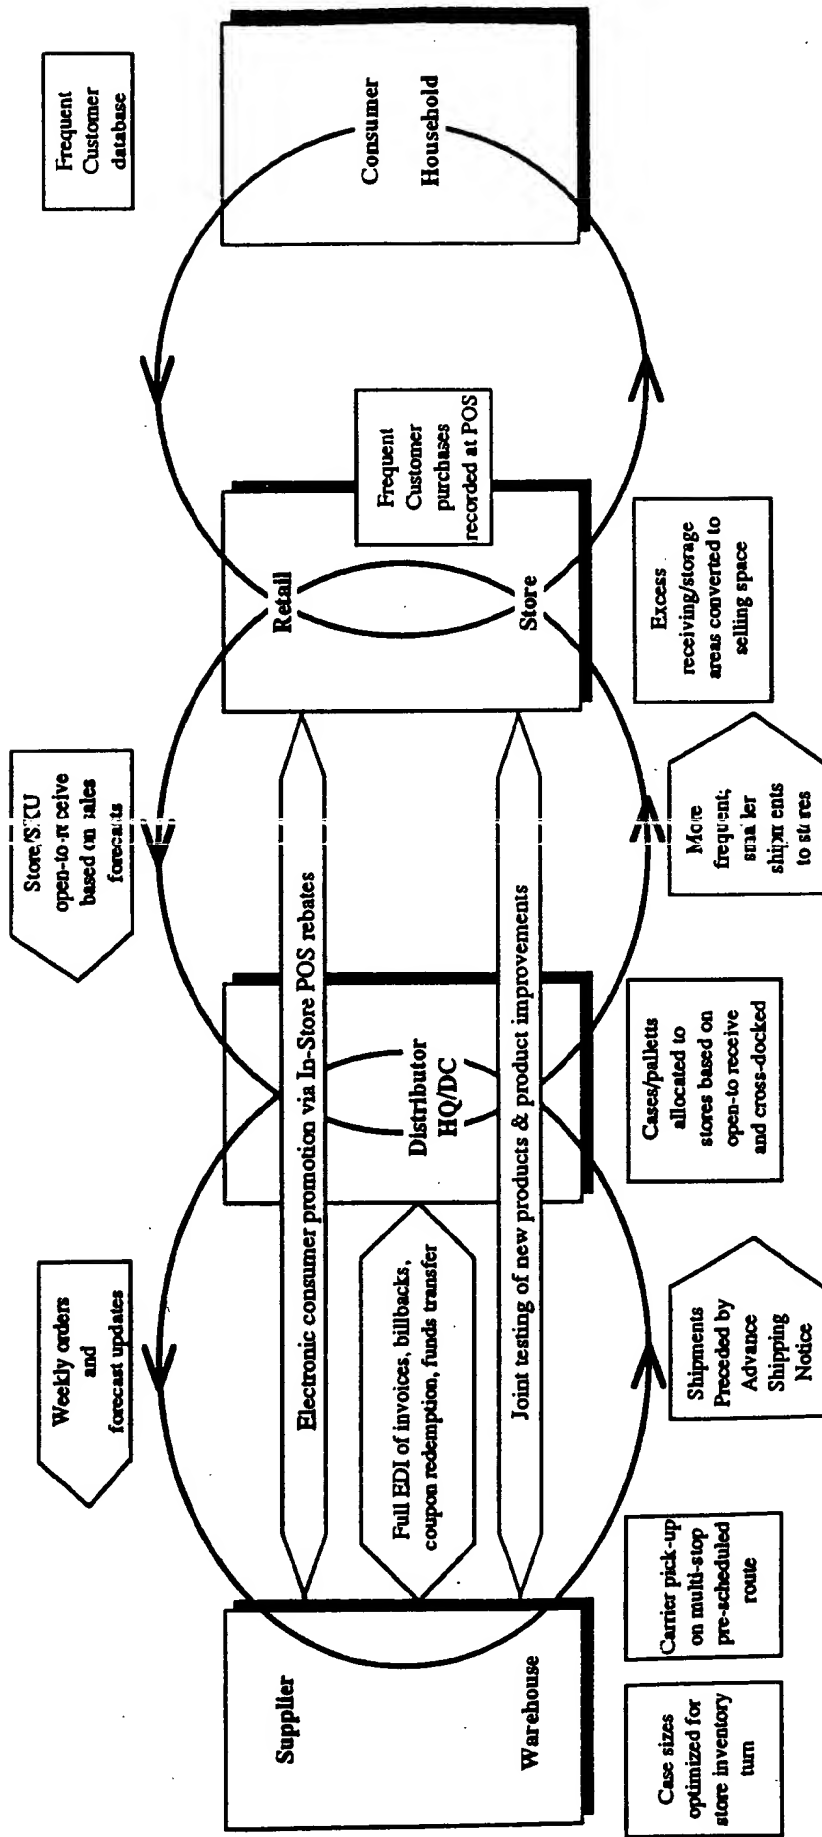 Weekly orders
and
forecast updates
Store/SKU
open-to-receive
based on sales
forecasts
Frequent
Customer
database
Supplier
Warehouse
Electronic consumer promotion via In-Store POS rebates
Full EDI of invoices, billbacks,
coupon redemption, funds transfer
Joint testing of new products & product improvements
Distributor
HQ/DC
Retail
Store
Frequent
Customer
purchases
recorded at POS
Consumer
Household
Case sizes
optimized for
store inventory
turn
Carrier pick-up
on multi-stop
pre-scheduled
route
Shipments
Preceded by
Advance
Shipping
Notice
Cases/palletts
allocated to
stores based on
open-to receive
and cross-docked
More
frequent;
smaller
shipments
to stores
Excess
receiving/storage
areas converted to
selling space